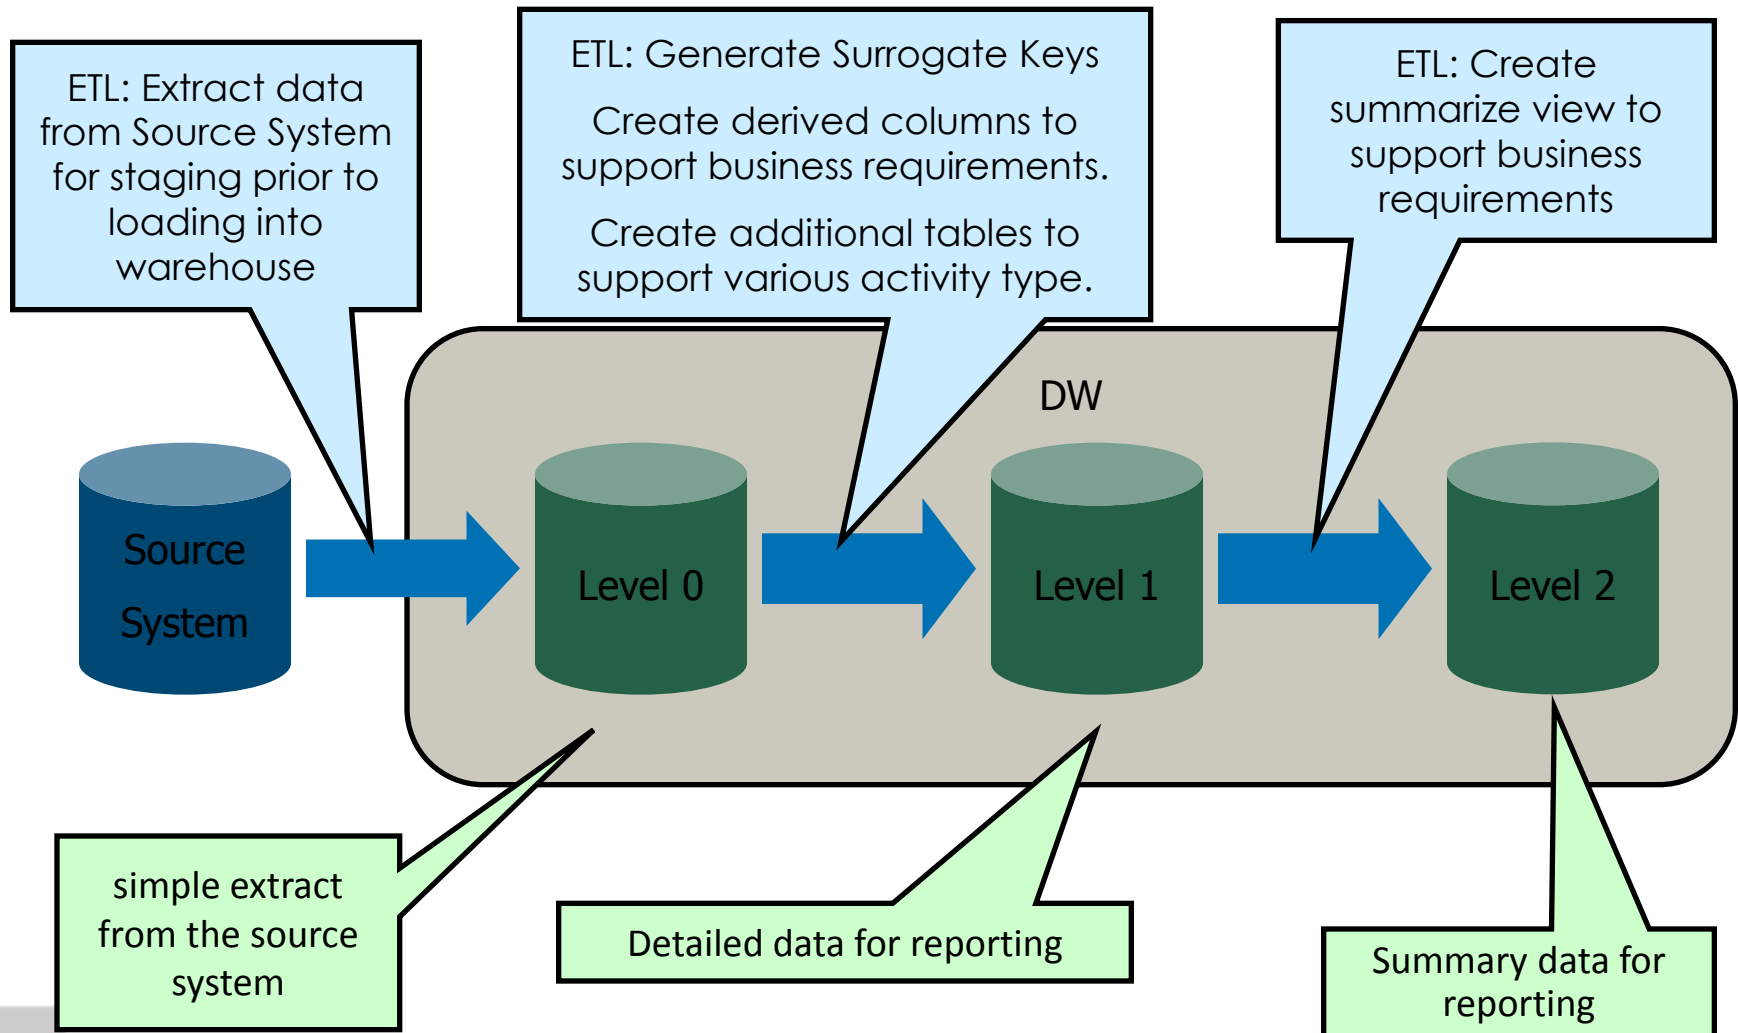 ETL: Extract data
from Source System
for staging prior to
loading into
warehouse
ETL: Generate Surrogate Keys
Create derived columns to
support business requirements.
Create additional tables to
support various activity type.
ETL: Create
summarize view to
support business
requirements
DW
Source
System
Level 0
Level 1
Level 2
simple extract
from the source
system
Detailed data for reporting
Summary data for
reporting